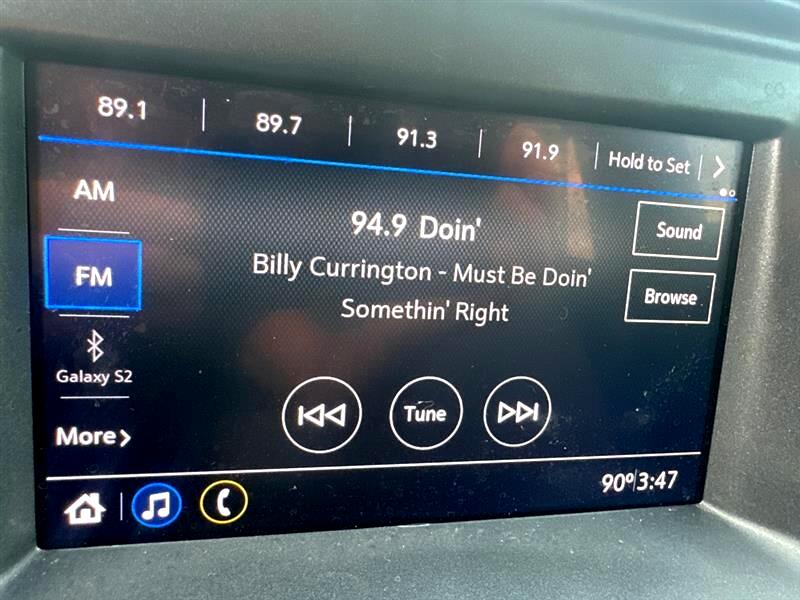 89.1 | 89.7 | 91.3 | 91.9 | Hold to Set | >
AM
94.9 Doin'
Sound
FM
Billy Currington - Must Be Doin'
Somethin' Right
Browse
Galaxy S2
Tune
More >
90° 3:47